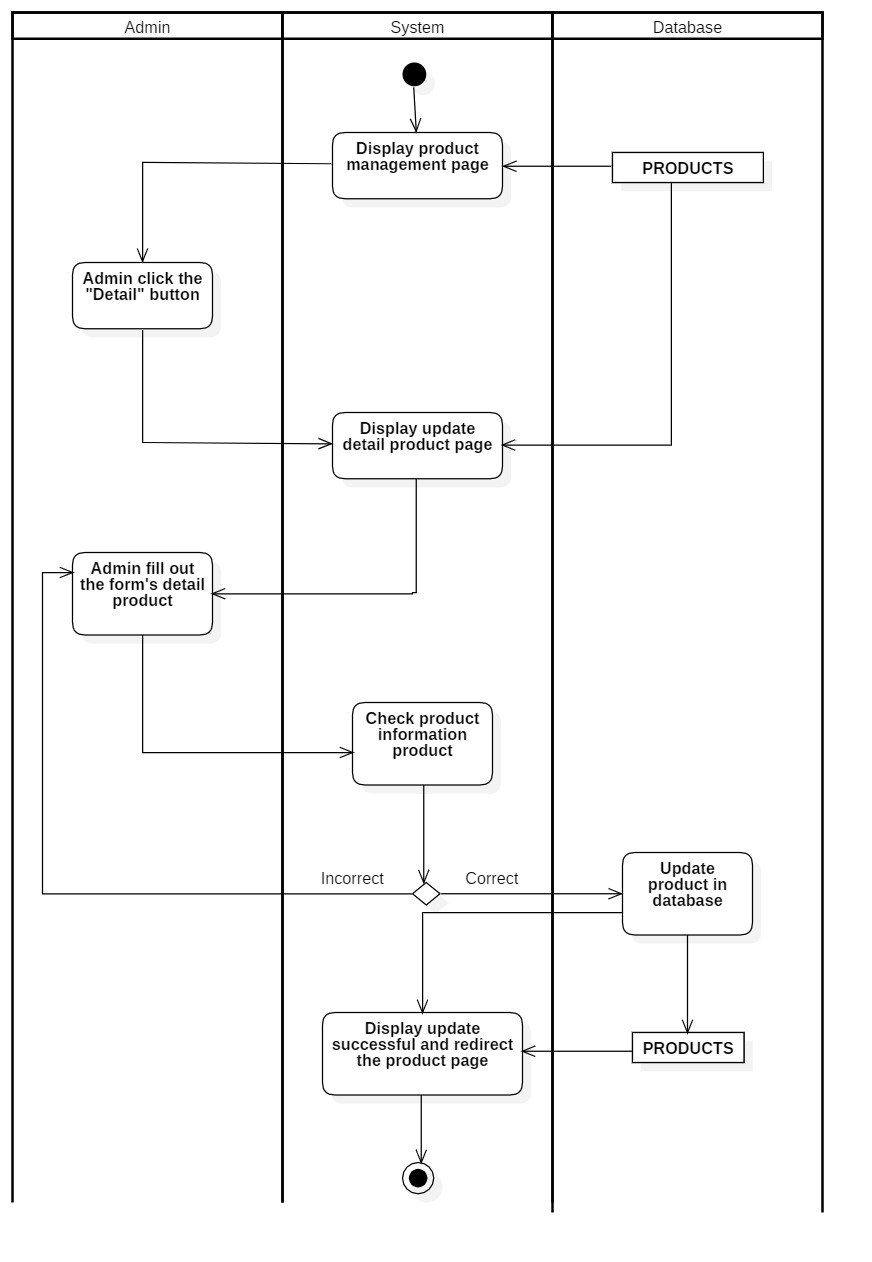 Admin
System
Database
Display product
management page
PRODUCTS
Admin click the
"Detail" button
Display update
detail product page
Admin fill out
the form's detail
product
Check product
information
product
Incorrect
Correct
Update
product in
database
Display update
successful and redirect
the product page
PRODUCTS